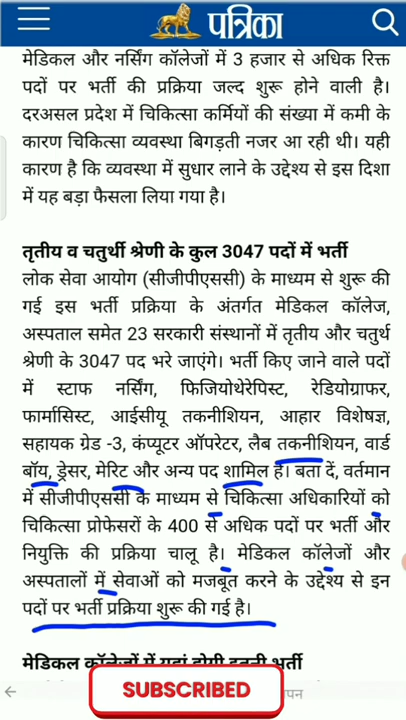 पत्रिका
मेडिकल और नर्सिंग कॉलेजों में 3 हजार से अधिक रिक्त
पदों पर भर्ती की प्रक्रिया जल्द शुरू होने वाली है।
दरअसल प्रदेश में चिकित्सा कर्मियों की संख्या में कमी के
कारण चिकित्सा व्यवस्था बिगड़ती नजर आ रही थी। यही
कारण है कि व्यवस्था में सुधार लाने के उद्देश्य से इस दिशा
में यह बड़ा फैसला लिया गया है।
तृतीय व चतुर्थी श्रेणी के कुल 3047 पदों में भर्ती
लोक सेवा आयोग (सीजीपीएससी) के माध्यम से शुरू की
गई इस भर्ती प्रक्रिया के अंतर्गत मेडिकल कॉलेज,
अस्पताल समेत 23 सरकारी संस्थानों में तृतीय और चतुर्थ
श्रेणी के 3047 पद भरे जाएंगे। भर्ती किए जाने वाले पदों
में स्टाफ नर्सिंग, फिजियोथेरेपिस्ट, रेडियोग्राफर,
फार्मासिस्ट, आईसीयू तकनीशियन, आहार विशेषज्ञ,
सहायक ग्रेड -3, कंप्यूटर ऑपरेटर, लैब तकनीशियन, वार्ड
बॉय, ड्रेसर, मेरिट और अन्य पद शामिल हैं। बता दें, वर्तमान
में सीजीपीएससी के माध्यम से चिकित्सा अधिकारियों को
चिकित्सा प्रोफेसरों के 400 से अधिक पदों पर भर्ती और
नियुक्ति की प्रक्रिया चालू है। मेडिकल कॉलेजों और
अस्पतालों में सेवाओं को मजबूत करने के उद्देश्य से इन
पदों पर भर्ती प्रक्रिया शुरू की गई है।
मेडिकल कॉलेजों में यहां होगी इतनी भर्ती
SUBSCRIBED